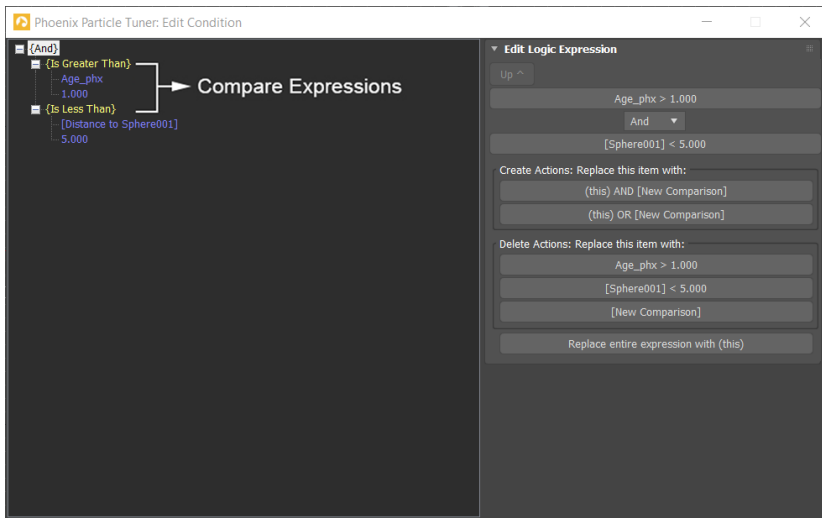 Phoenix Particle Tuner: Edit Condition
{And}
{Is Greater Than}
Age_phx
1.000
{Is Less Than}
[Distance to Sphere001]
5.000
Compare Expressions
Edit Logic Expression
Up ^
Age_phx > 1.000
And
[Sphere001] < 5.000
Create Actions: Replace this item with:
(this) AND [New Comparison]
(this) OR [New Comparison]
Delete Actions: Replace this item with:
Age_phx > 1.000
[Sphere001] < 5.000
[New Comparison]
Replace entire expression with (this)